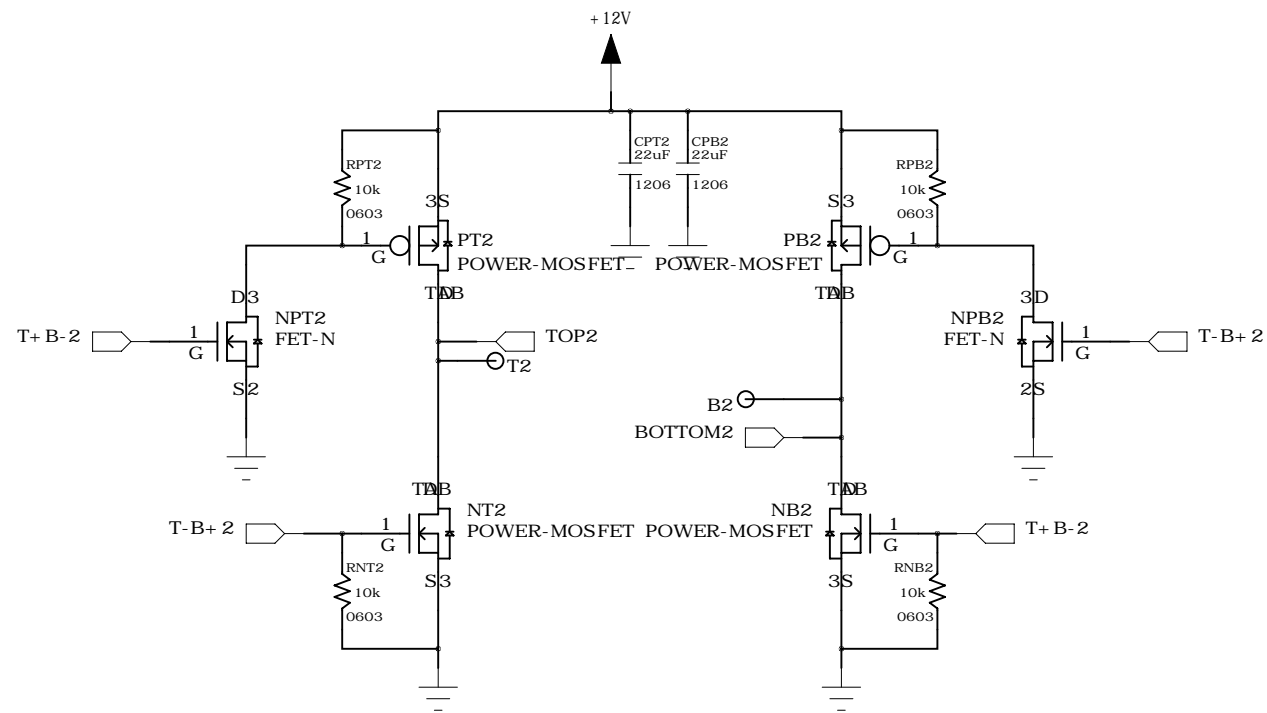 +12V
CPT2
22uF
1206
CPB2
22uF
1206
RPT2
10k
0603
RPB2
10k
0603
3S
S3
1
G
PT2
POWER-MOSFET
TAB
D
PB2
POWER-MOSFET
1
G
TAB
D
D3
NPT2
FET-N
T+B-2
1
G
S2
TOP2
T2
3D
NPB2
FET-N
1
G
T-B+2
2S
B2
BOTTOM2
TAB
D
NT2
POWER-MOSFET
T-B+2
1
G
S3
RNT2
10k
0603
TAB
D
NB2
POWER-MOSFET
1
G
T+B-2
3S
RNB2
10k
0603